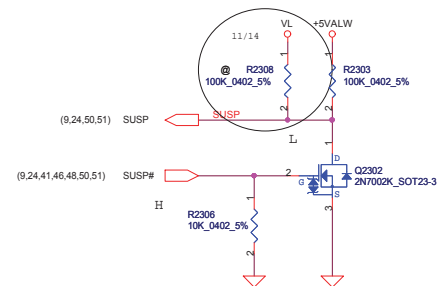 VL
+5VALW
11/14
@
1
1
R2308
100K_0402_5%
R2303
100K_0402_5%
2
2
(9,24,50,51)
SUSP
SUSP
L
1
D
(9,24,41,46,48,50,51)
SUSP#
2
G
Q2302
2N7002K_SOT23-3
S
H
1
3
R2306
10K_0402_5%
2